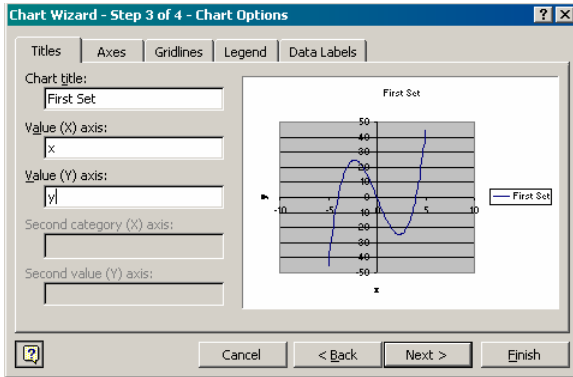 Chart Wizard - Step 3 of 4 - Chart Options
Titles Axes Gridlines Legend Data Labels
Chart title:
First Set
Value (X) axis:
x
Value (Y) axis:
y
Second category (X) axis:
Second value (Y) axis:
First Set
50
40
30
20
10
0
-10 -5 0 5 10
-10
-20
-30
-40
-50
y
x
First Set
Cancel < Back Next > Finish